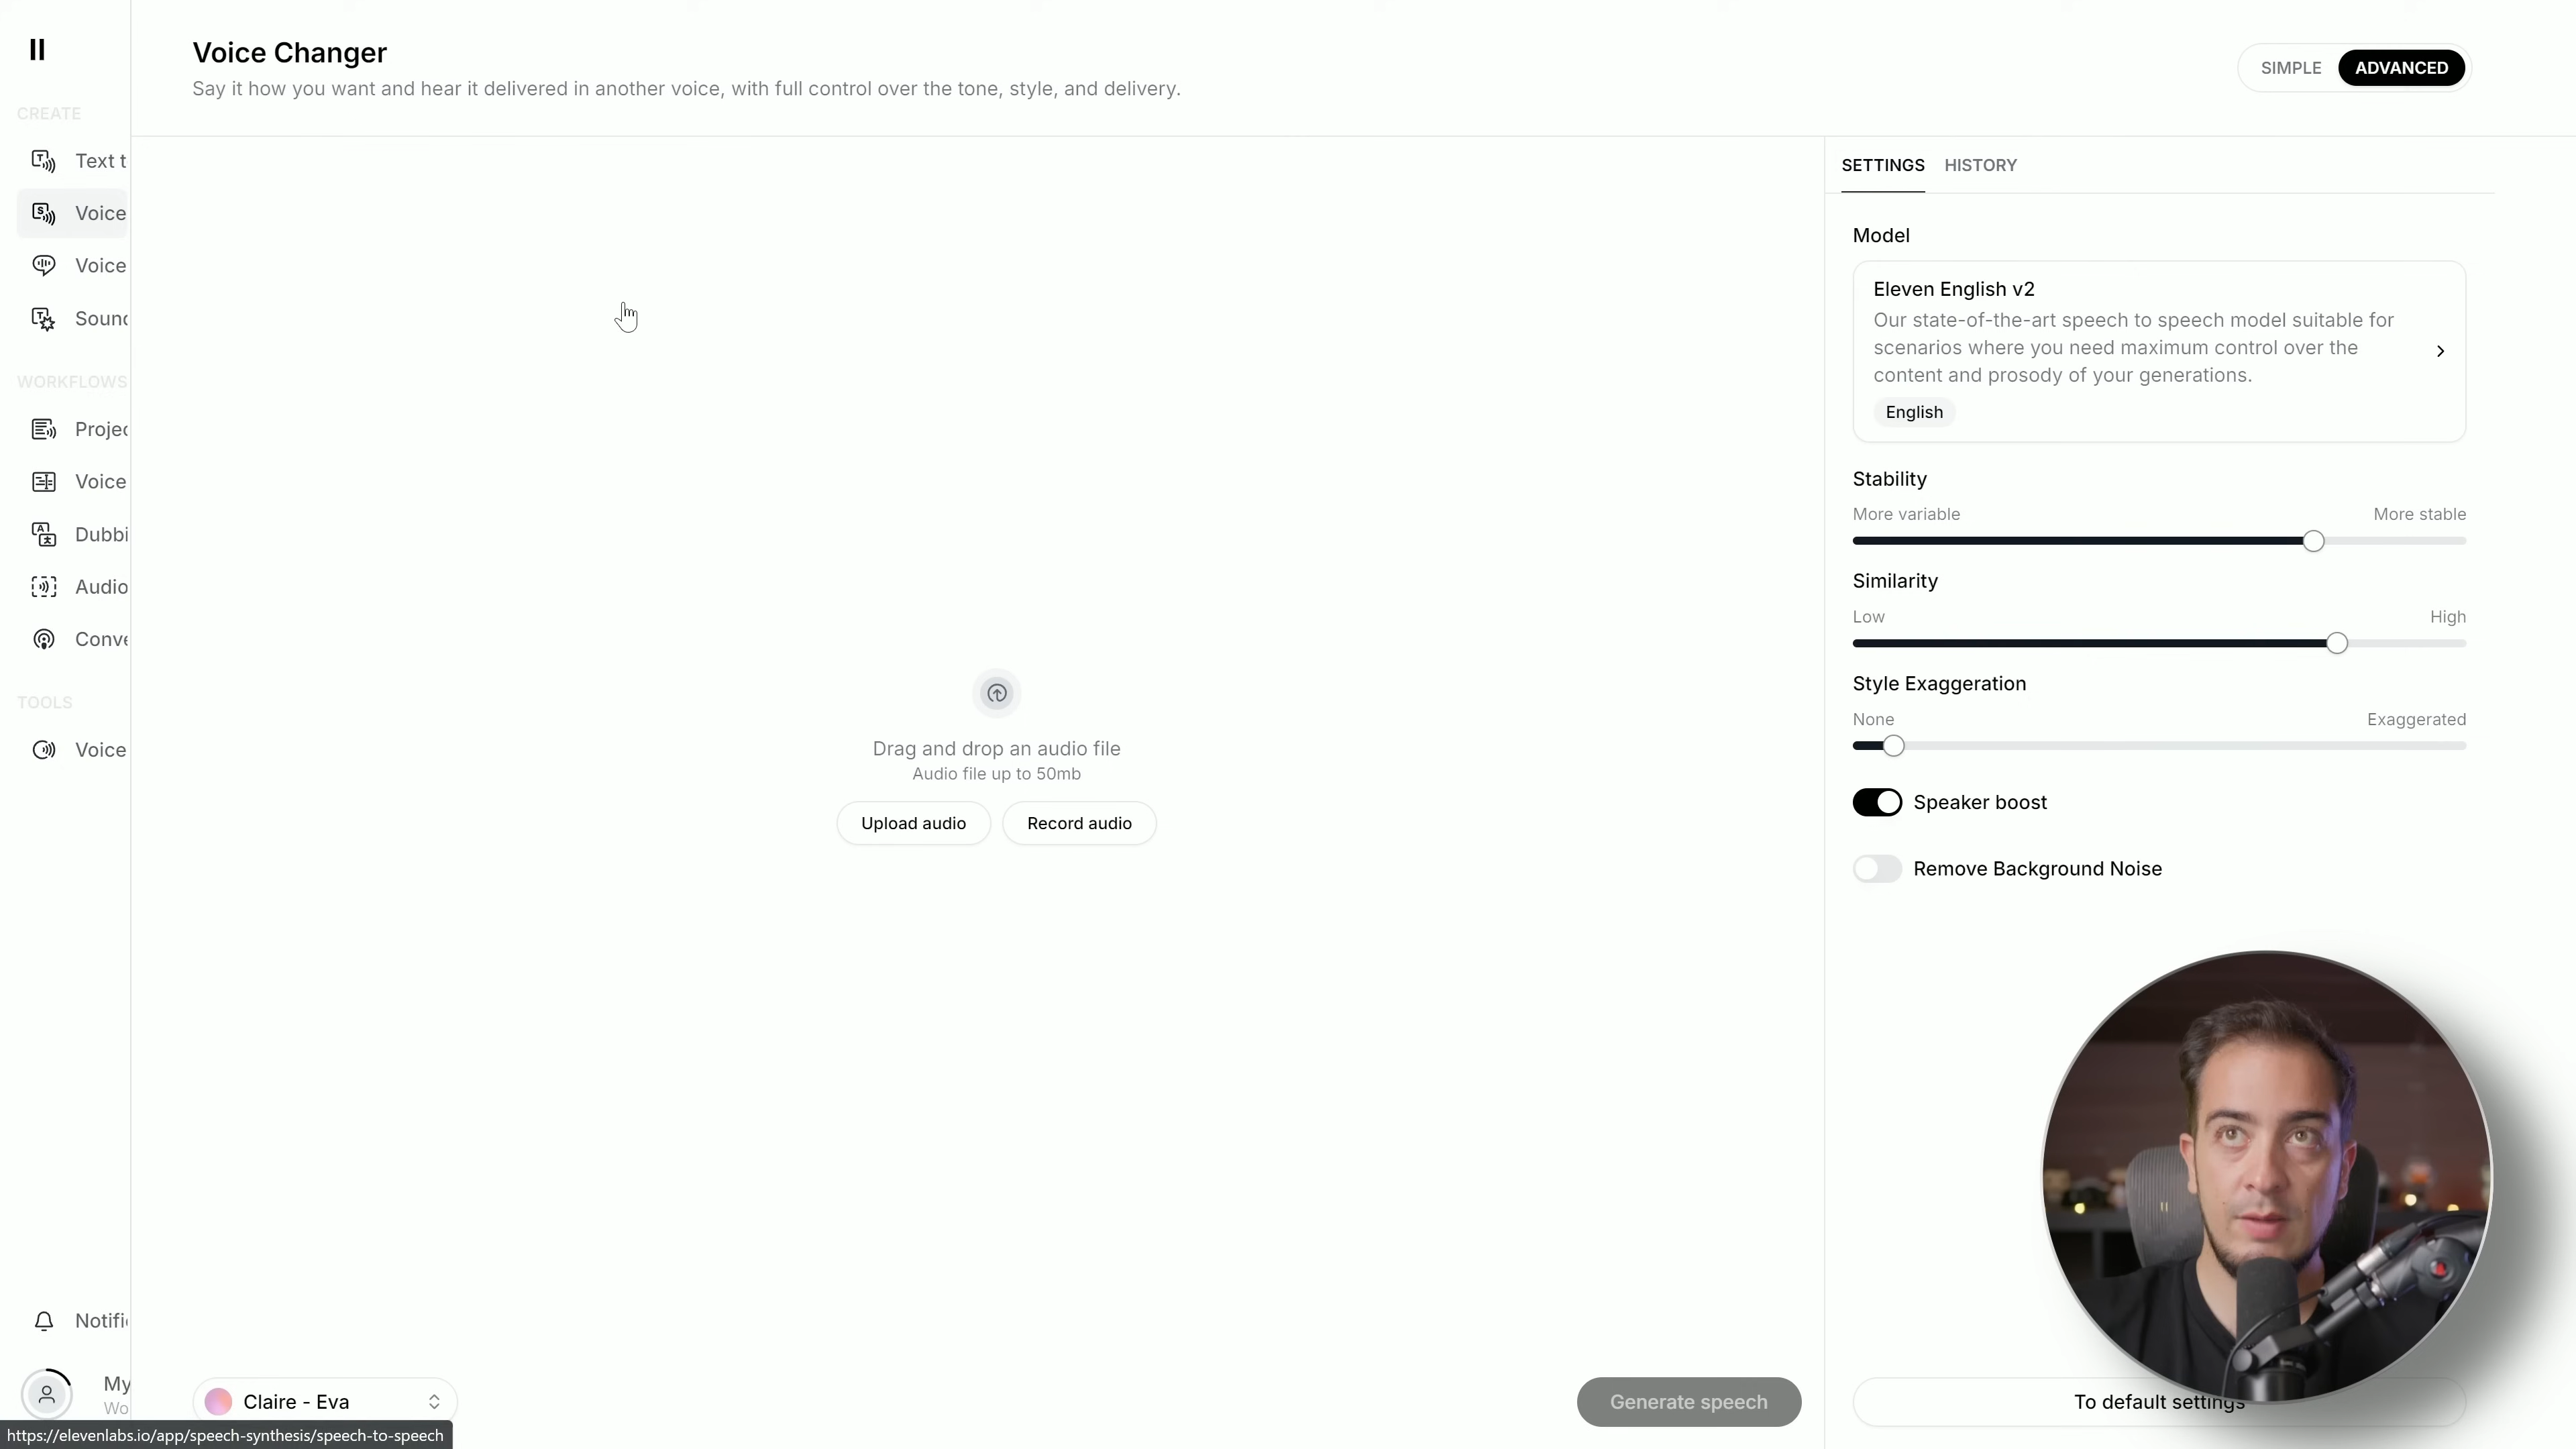 Voice Changer
Say it how you want and hear it delivered in another voice, with full control over the tone, style, and delivery.
SIMPLE
ADVANCED
CREATE
Text t
Voice
Voice
Soun
WORKFLOWS
Projec
Voice
Dubbi
Audio
Conve
TOOLS
Voice
Notifi
My
Wo
SETTINGS
HISTORY
Model
Eleven English v2
Our state-of-the-art speech to speech model suitable for
scenarios where you need maximum control over the
content and prosody of your generations.
English
Stability
More variable
More stable
Similarity
Low
High
Style Exaggeration
None
Exaggerated
Speaker boost
Remove Background Noise
Drag and drop an audio file
Audio file up to 50mb
Upload audio
Record audio
Claire - Eva
Generate speech
To default settings
https://elevenlabs.io/app/speech-synthesis/speech-to-speech